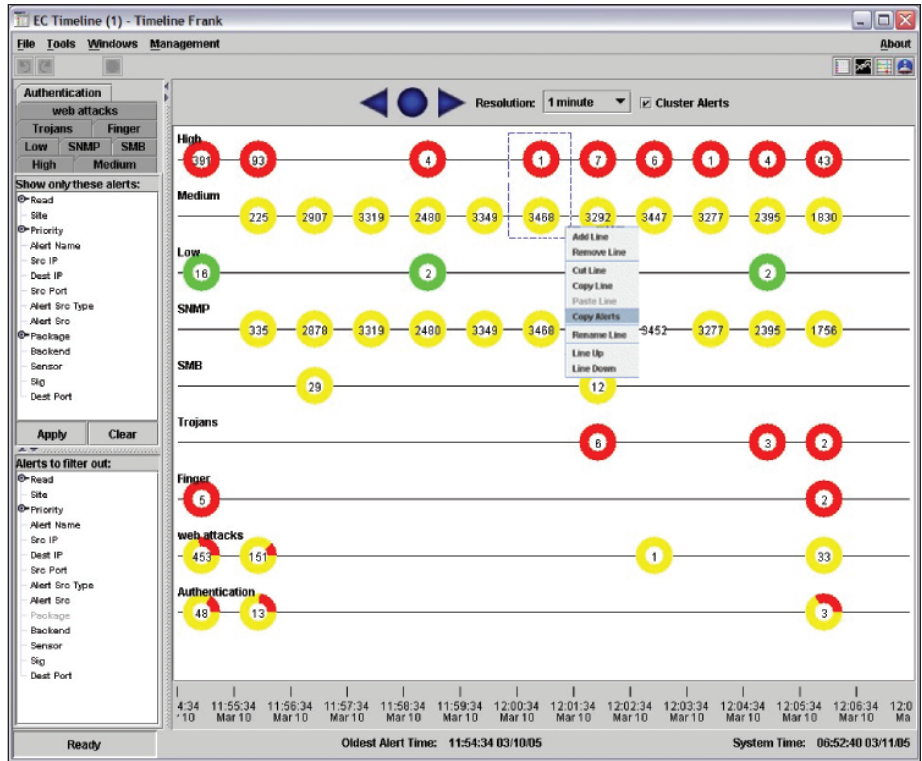 EC Timeline (1) - Timeline Frank
File Tools Windows Management About
Authentication
web attacks
Trojans Finger
Low SNMP SMB
High Medium
Show only these alerts:
Read
Site
Priority
Alert Name
Src IP
Dest IP
Src Port
Alert Src Type
Alert Src
Package
Backend
Sensor
Sig
Dest Port
Apply Clear
Alerts to filter out:
Read
Site
Priority
Alert Name
Src IP
Dest IP
Src Port
Alert Src Type
Alert Src
Package
Backend
Sensor
Sig
Dest Port
Ready
Resolution: 1 minute Cluster Alerts
High
391 93 4 1 7 6 1 4 43
Medium
225 2907 3319 2480 3349 3468 3292 3447 3277 2395 1830
Low
16 2 2
SNMP
335 2878 3319 2480 3349 3468 3452 3277 2395 1756
SMB
29 12
Trojans
6 3 2
Finger
5 2
web attacks
453 151 1 33
Authentication
48 13 3
Add Line
Remove Line
Cut Line
Copy Line
Paste Line
Copy Alerts
Rename Line
Line Up
Line Down
4:34 11:55:34 11:56:34 11:57:34 11:58:34 11:59:34 12:00:34 12:01:34 12:02:34 12:03:34 12:04:34 12:05:34 12:06:34 12:0
10 Mar 10 Mar 10 Mar 10 Mar 10 Mar 10 Mar 10 Mar 10 Mar 10 Mar 10 Mar 10 Mar 10 Mar 10 Ma
Oldest Alert Time: 11:54:34 03/10/05 System Time: 06:52:40 03/11/05